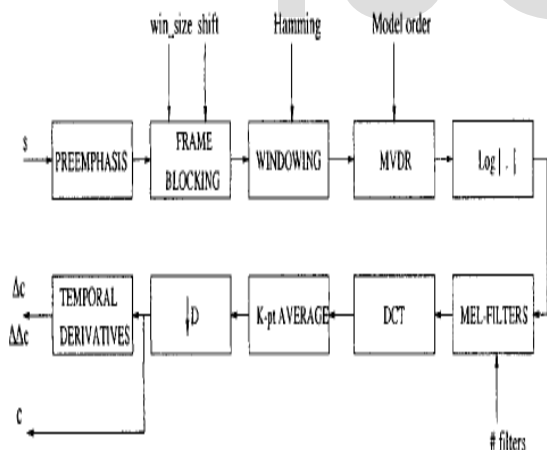 win_size shift Hamming Model order
s
PREEMPHASIS
FRAME
BLOCKING
WINDOWING
MVDR
Log | . |
Δc
ΔΔc
TEMPORAL
DERIVATIVES
↓D
K-pt AVERAGE
DCT
MEL-FILTERS
c
# filters